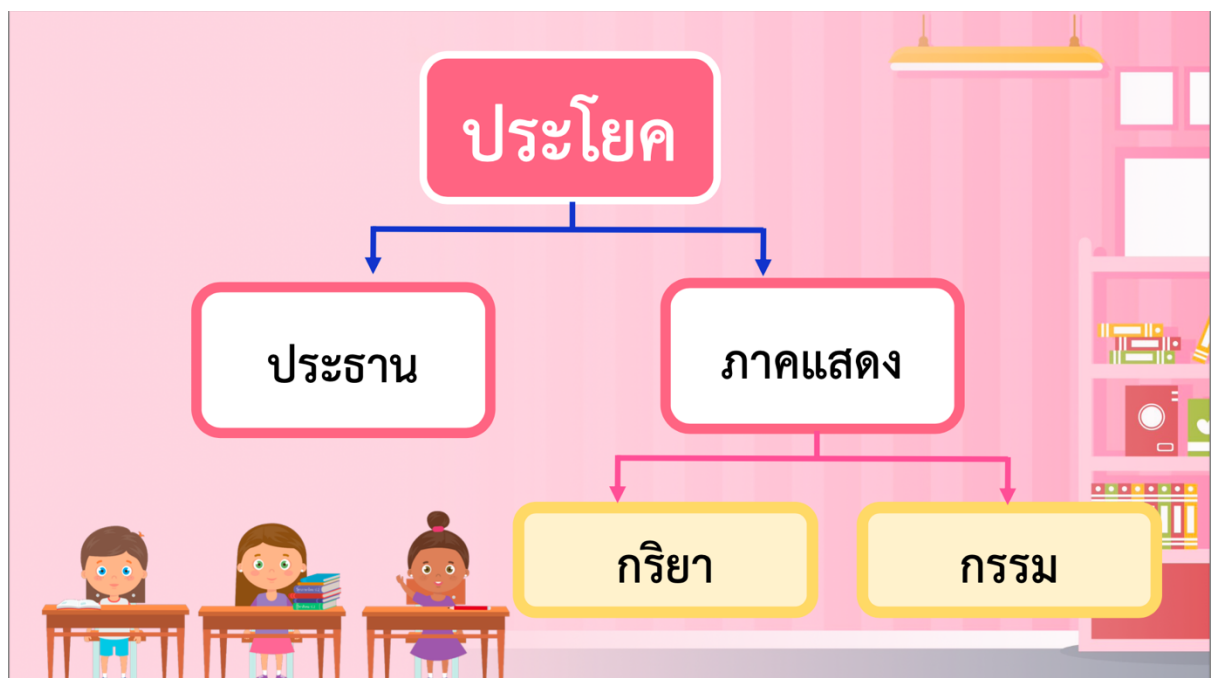 ประโยค
ประธาน
ภาคแสดง
กริยา
กรรม